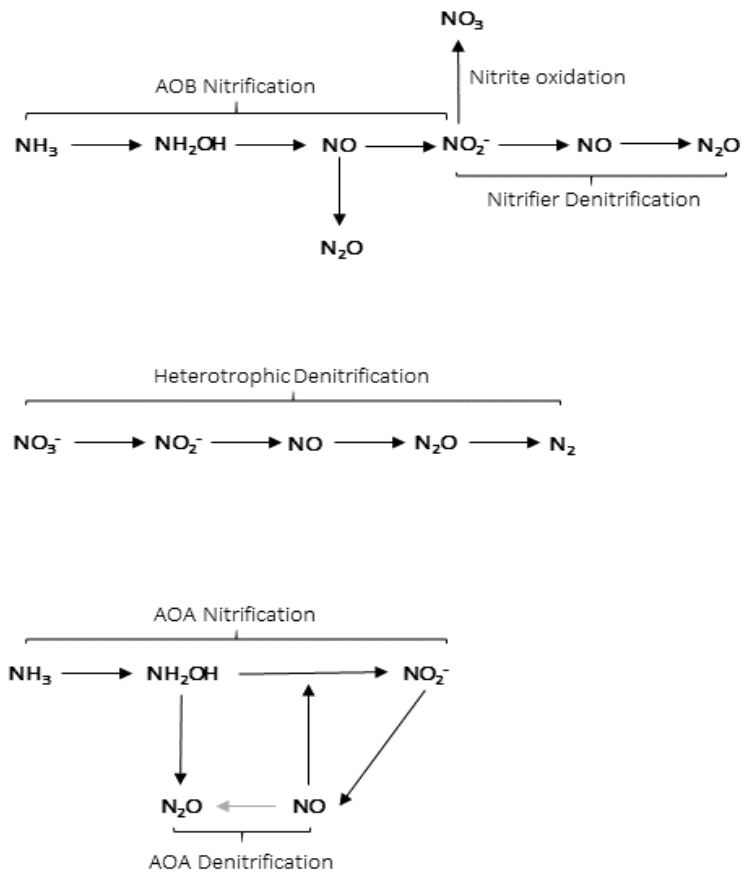 NO₃
Nitrite oxidation
AOB Nitrification
NH₃ NH₂OH NO NO₂⁻ NO N₂O
Nitrifier Denitrification
N₂O
Heterotrophic Denitrification
NO₃⁻ NO₂⁻ NO N₂O N₂
AOA Nitrification
NH₃ NH₂OH NO₂⁻
N₂O NO
AOA Denitrification